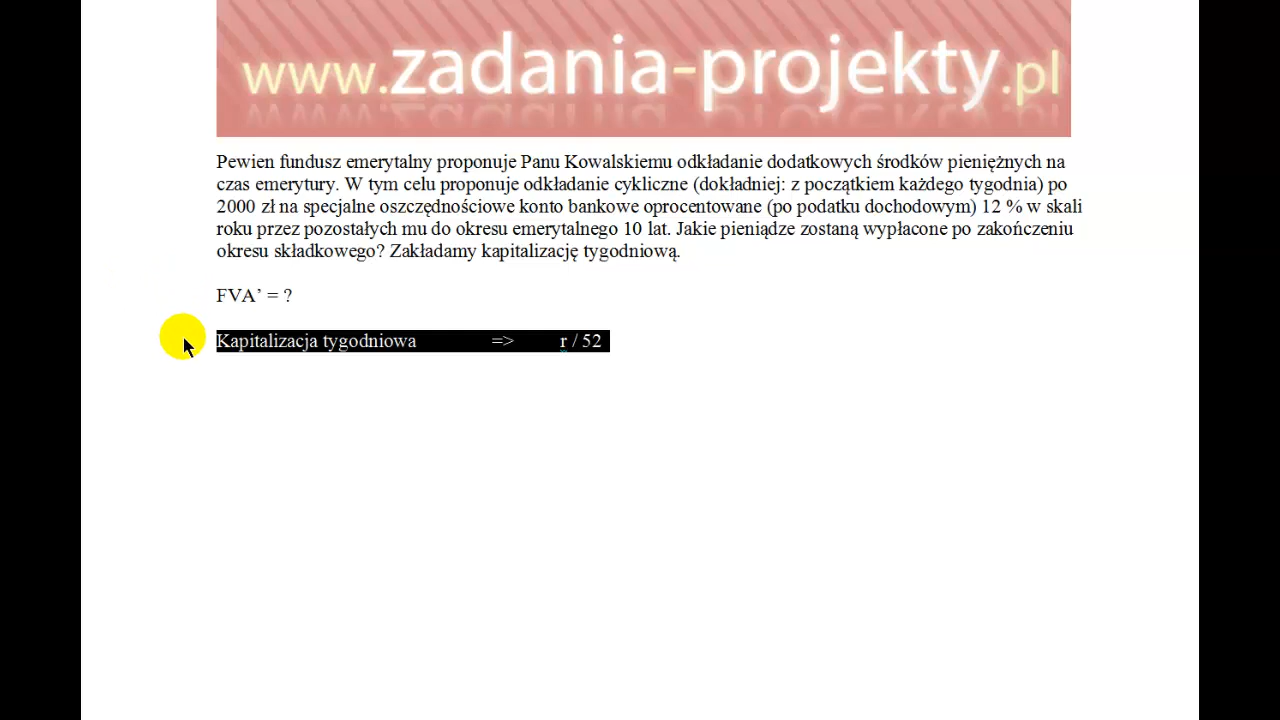 www.zadania-projekty.pl
Pewien fundusz emerytalny proponuje Panu Kowalskiemu odkładanie dodatkowych środków pieniężnych na
czas emerytury. W tym celu proponuje odkładanie cykliczne (dokładniej: z początkiem każdego tygodnia) po
2000 zł na specjalne oszczędnościowe konto bankowe oprocentowane (po podatku dochodowym) 12 % w skali
roku przez pozostałych mu do okresu emerytalnego 10 lat. Jakie pieniądze zostaną wypłacone po zakończeniu
okresu składkowego? Zakładamy kapitalizację tygodniową.
FVA’ = ?
Kapitalizacja tygodniowa => r / 52